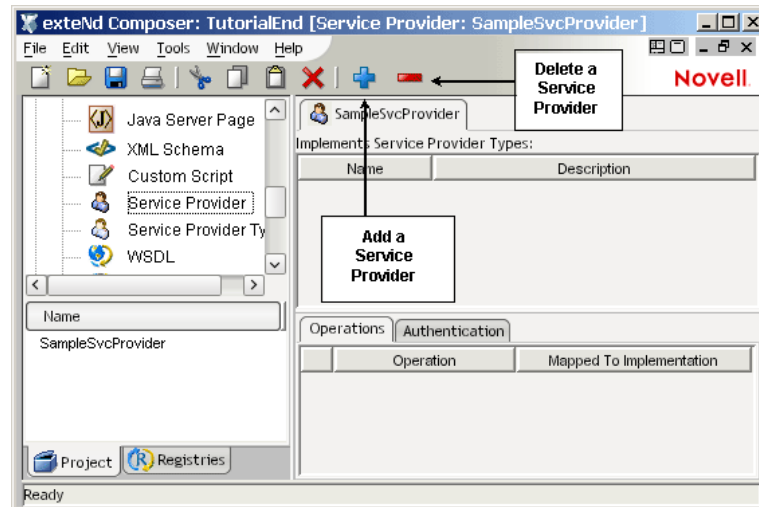 exteNd Composer: TutorialEnd [Service Provider: SampleSvcProvider]
File Edit View Tools Window Help
Novell.
Delete a
Service
Provider
Java Server Page
XML Schema
Custom Script
Service Provider
Service Provider Ty
WSDL
Name
SampleSvcProvider
Project
Registries
SampleSvcProvider
Implements Service Provider Types:
Name Description
Add a
Service
Provider
Operations Authentication
Operation Mapped To Implementation
Ready